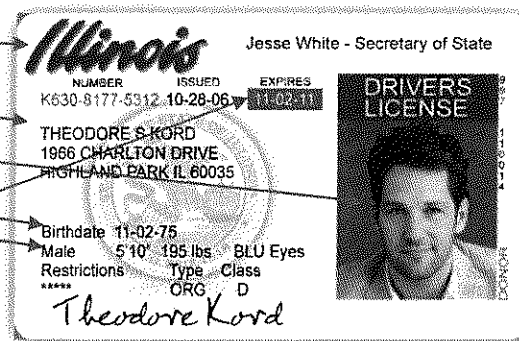 Illinois
Jesse White - Secretary of State
NUMBER ISSUED EXPIRES
K630-8177-5312 10-28-06 11-02-11
DRIVERS
LICENSE
THEODORE S KORD
1966 CHARLTON DRIVE
HIGHLAND PARK IL 60035
Birthdate 11-02-75
Male 5'10" 195 lbs BLU Eyes
Restrictions Type Class
***** ORG D
Theodore Kord
DONOR